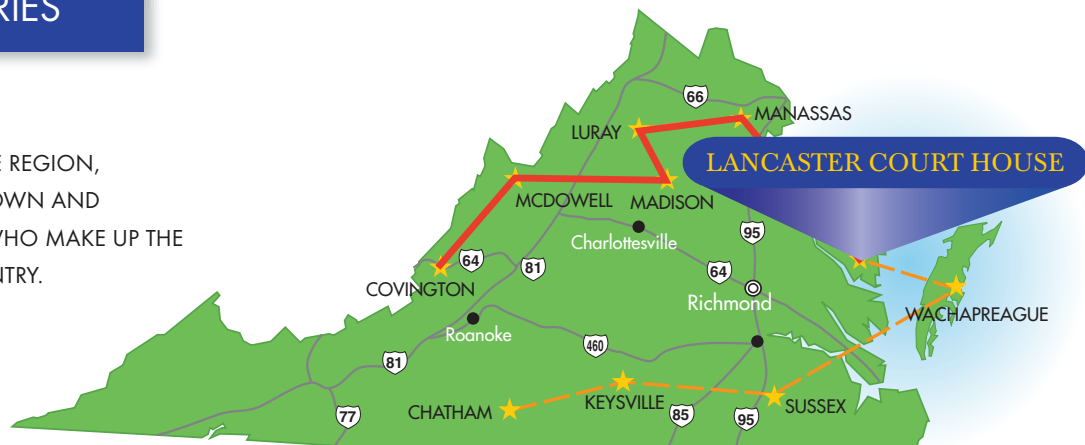 RIES
E REGION,
OWN AND
WHO MAKE UP THE
NTRY.
66
MANASSAS
LURAY
LANCASTER COURT HOUSE
MCDOWELL
MADISON
95
Charlottesville
64
81
64
COVINGTON
Richmond
WACHAPREAGUE
Roanoke
460
81
KEYSVILLE
SUSSEX
CHATHAM
77
85
95